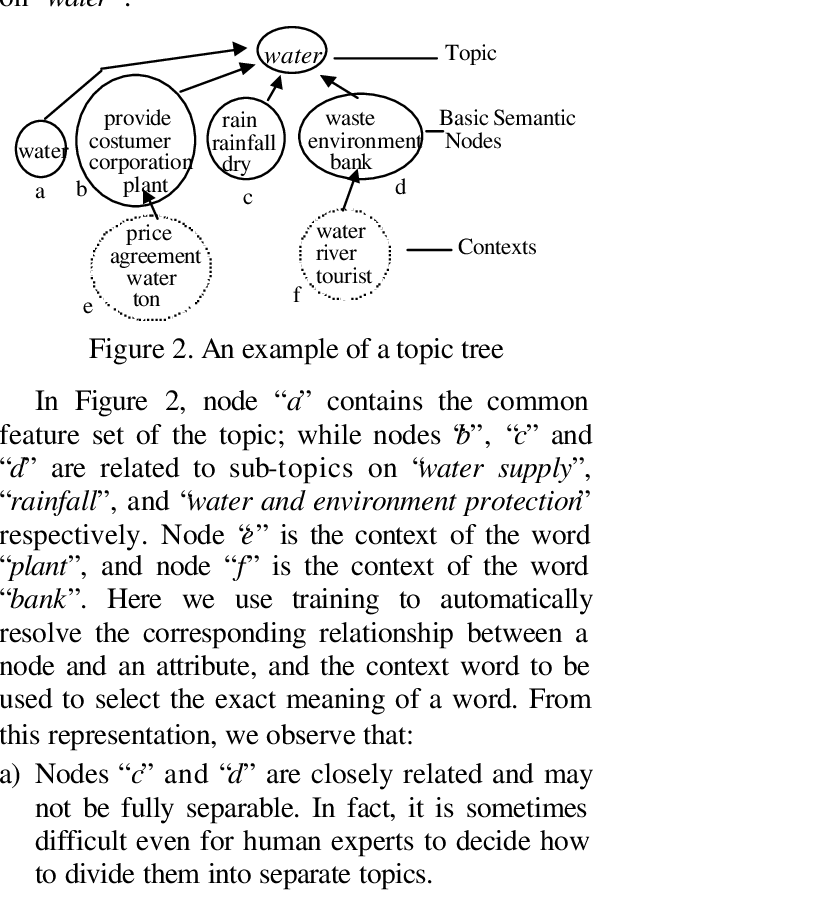 on "water".
water
Topic
provide
costumer
corporation
plant
rain
rainfall
dry
waste
environment
bank
Basic Semantic
Nodes
water
a
b
c
d
price
agreement
water
ton
water
river
tourist
Contexts
e
f
Figure 2. An example of a topic tree
In Figure 2, node “a” contains the common
feature set of the topic; while nodes “b”, “c” and
“d” are related to sub-topics on “water supply”,
“rainfall”, and “water and environment protection”
respectively. Node “e” is the context of the word
“plant”, and node “f” is the context of the word
“bank”. Here we use training to automatically
resolve the corresponding relationship between a
node and an attribute, and the context word to be
used to select the exact meaning of a word. From
this representation, we observe that:
a) Nodes “c” and “d” are closely related and may
not be fully separable. In fact, it is sometimes
difficult even for human experts to decide how
to divide them into separate topics.